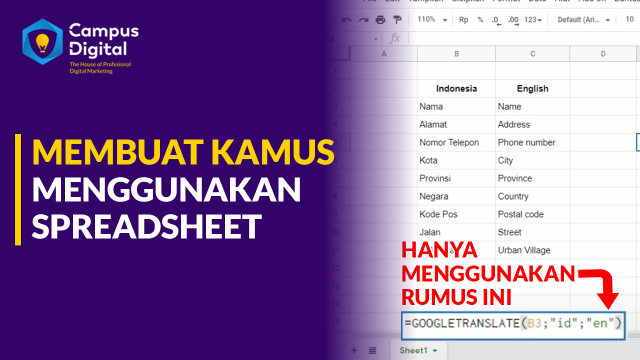 Campus
Digital
The House of Profesional
Digital Marketing
MEMBUAT KAMUS
MENGGUNAKAN
SPREADSHEET
110% Rp % .0 .00 123 Default (Ari... 10
fx
A B C D
Indonesia English
Nama Name
Alamat Address
Nomor Telepon Phone number
Kota City
Provinsi Province
Negara Country
Kode Pos Postal code
Jalan Street
Urban Village
HANYA
MENGGUNAKAN
RUMUS INI
=GOOGLETRANSLATE(B3;"id";"en")
+ Sheet1